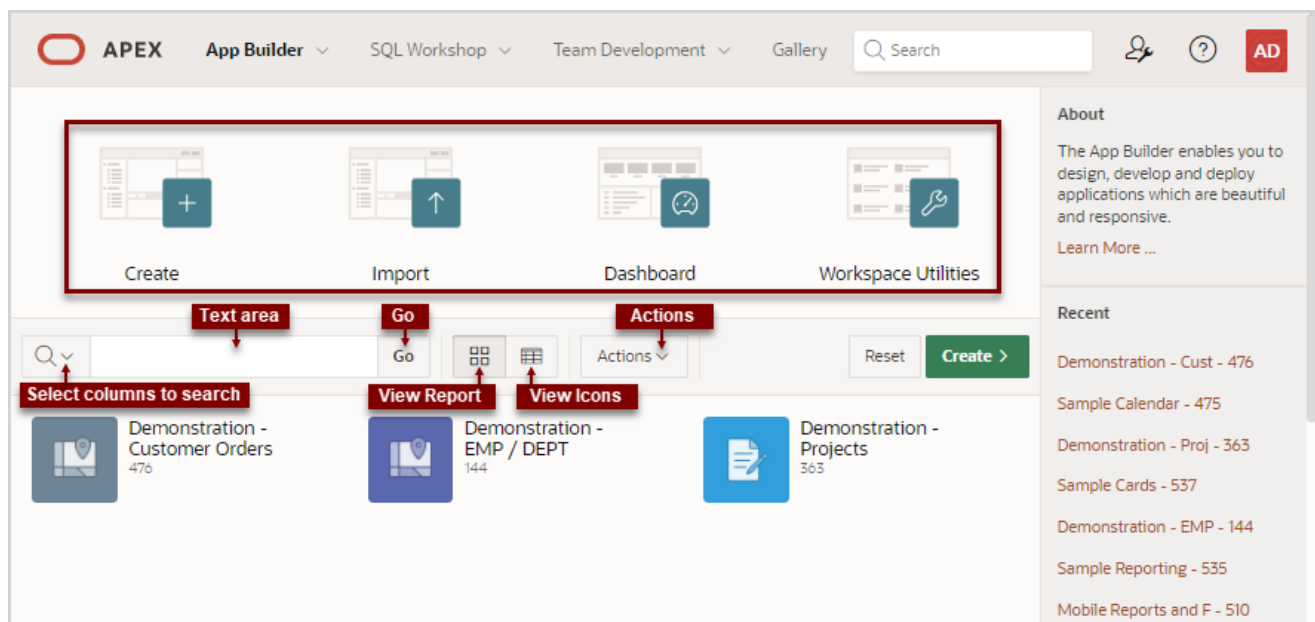 APEX App Builder SQL Workshop Team Development Gallery Search AD
Create Import Dashboard Workspace Utilities
Text area Go Actions
Go Actions Reset Create >
Select columns to search View Report View Icons
Demonstration -
Customer Orders
476
Demonstration -
EMP / DEPT
144
Demonstration -
Projects
363
About
The App Builder enables you to
design, develop and deploy
applications which are beautiful
and responsive.
Learn More ...
Recent
Demonstration - Cust - 476
Sample Calendar - 475
Demonstration - Proj - 363
Sample Cards - 537
Demonstration - EMP - 144
Sample Reporting - 535
Mobile Reports and F - 510